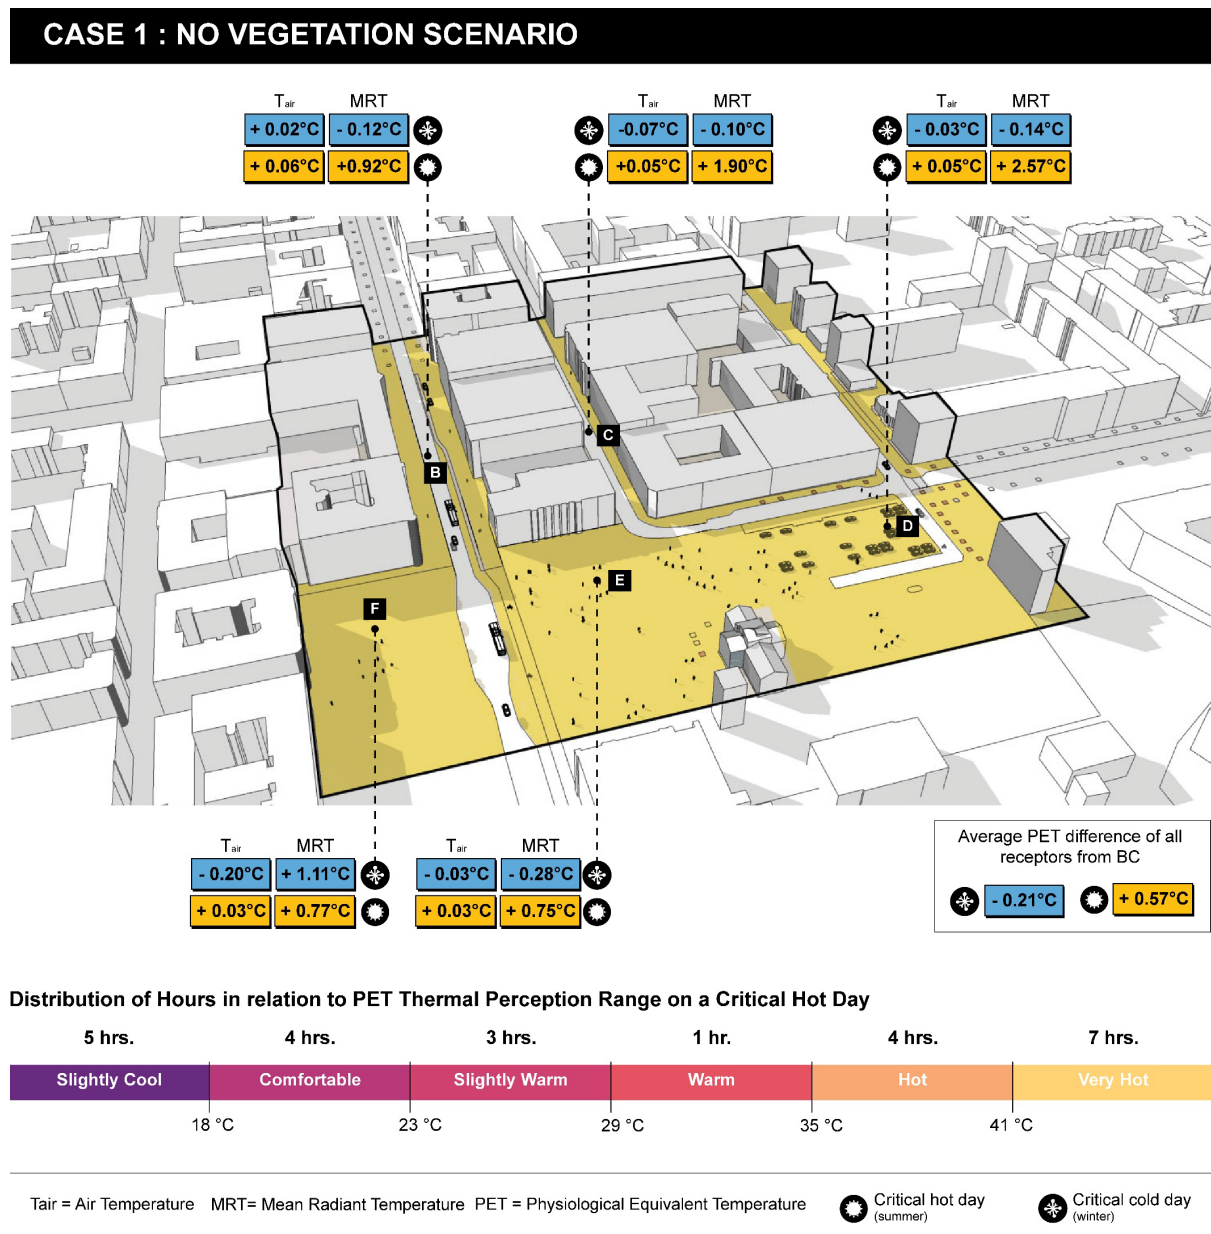 CASE 1 : NO VEGETATION SCENARIO
Tair MRT
+ 0.02°C - 0.12°C
+ 0.06°C +0.92°C
Tair MRT
-0.07°C - 0.10°C
+0.05°C + 1.90°C
Tair MRT
- 0.03°C - 0.14°C
+ 0.05°C + 2.57°C
B
C
D
E
F
Tair MRT
- 0.20°C + 1.11°C
+ 0.03°C + 0.77°C
Tair MRT
- 0.03°C - 0.28°C
+ 0.03°C + 0.75°C
Average PET difference of all
receptors from BC
- 0.21°C + 0.57°C
Distribution of Hours in relation to PET Thermal Perception Range on a Critical Hot Day
5 hrs. 4 hrs. 3 hrs. 1 hr. 4 hrs. 7 hrs.
Slightly Cool Comfortable Slightly Warm Warm Hot Very Hot
18 °C 23 °C 29 °C 35 °C 41 °C
Tair = Air Temperature MRT= Mean Radiant Temperature PET = Physiological Equivalent Temperature
Critical hot day
(summer)
Critical cold day
(winter)